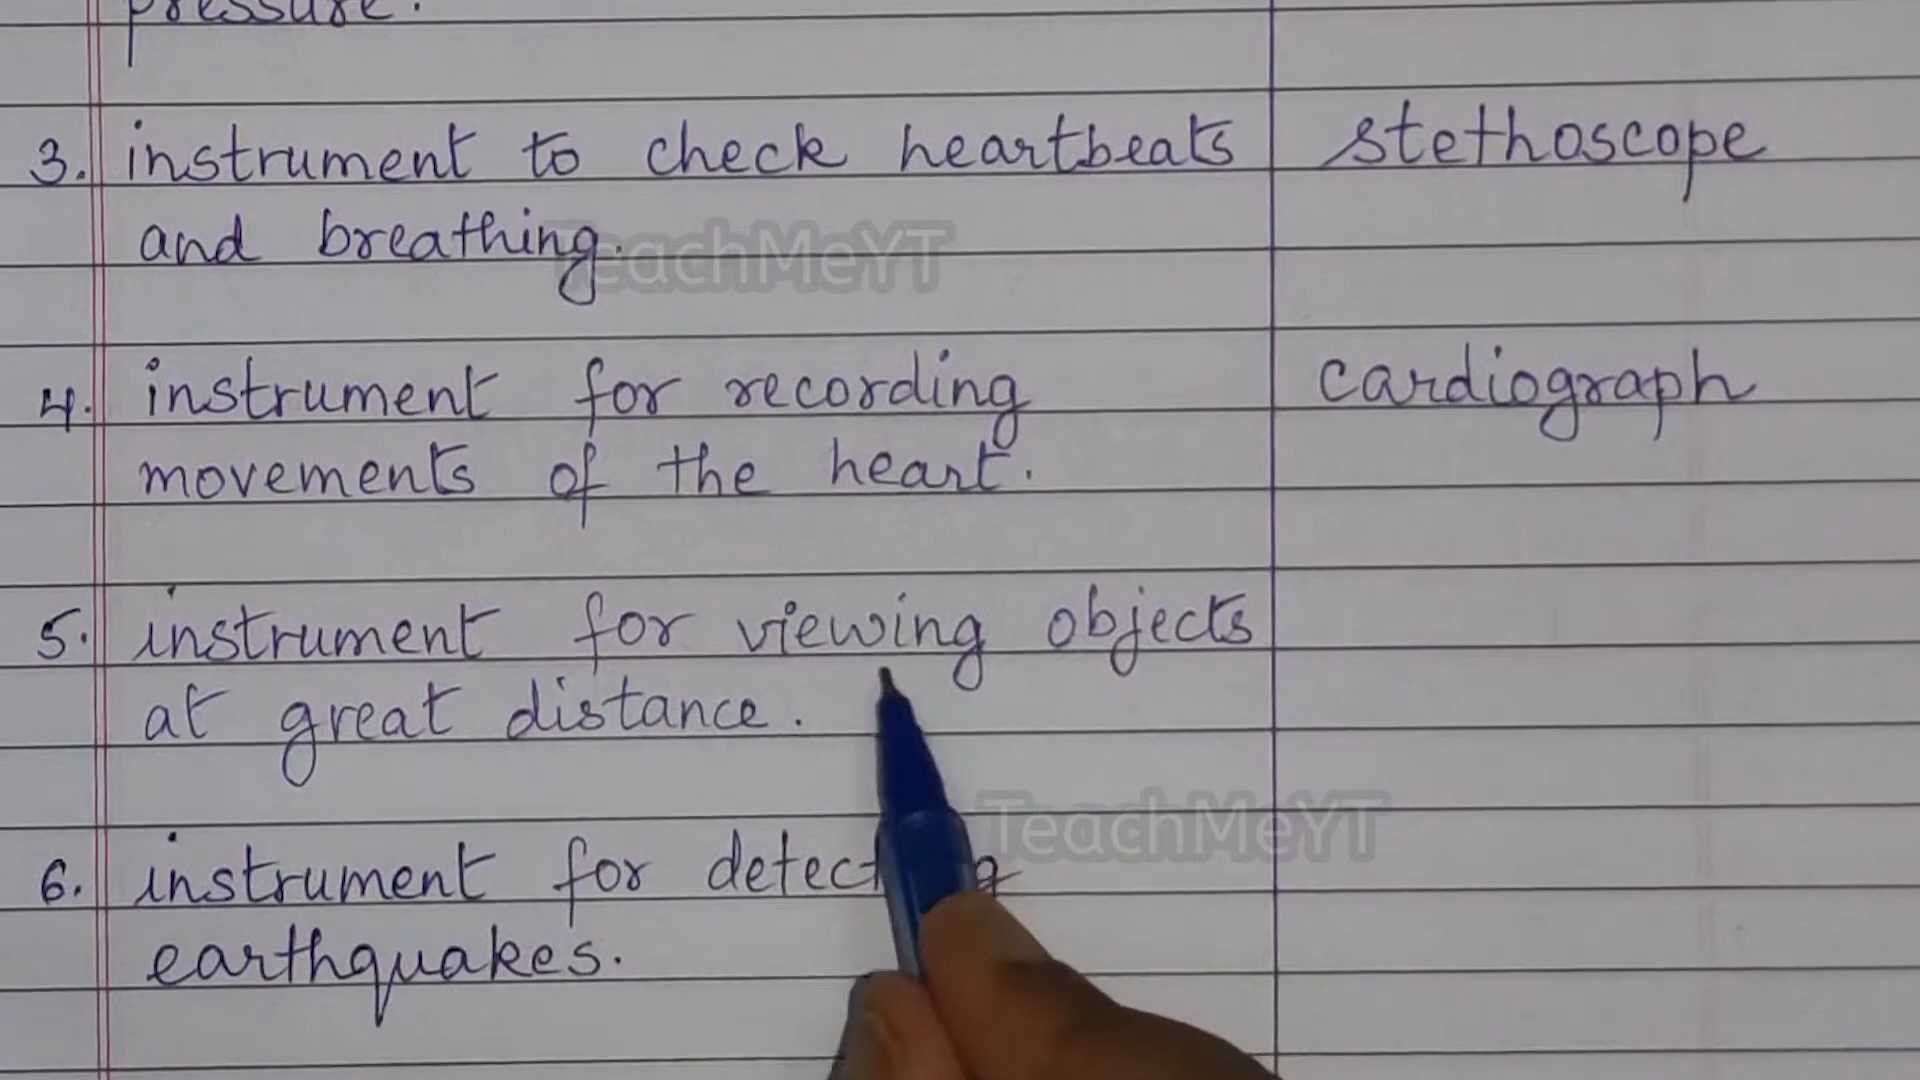 pressure.
3. instrument to check heartbeats stethoscope
and breathing.
TeachMeYT
4. instrument for recording cardiograph
movements of the heart.
5. instrument for viewing objects
at great distance.
TeachMeYT
6. instrument for
earthquakes.